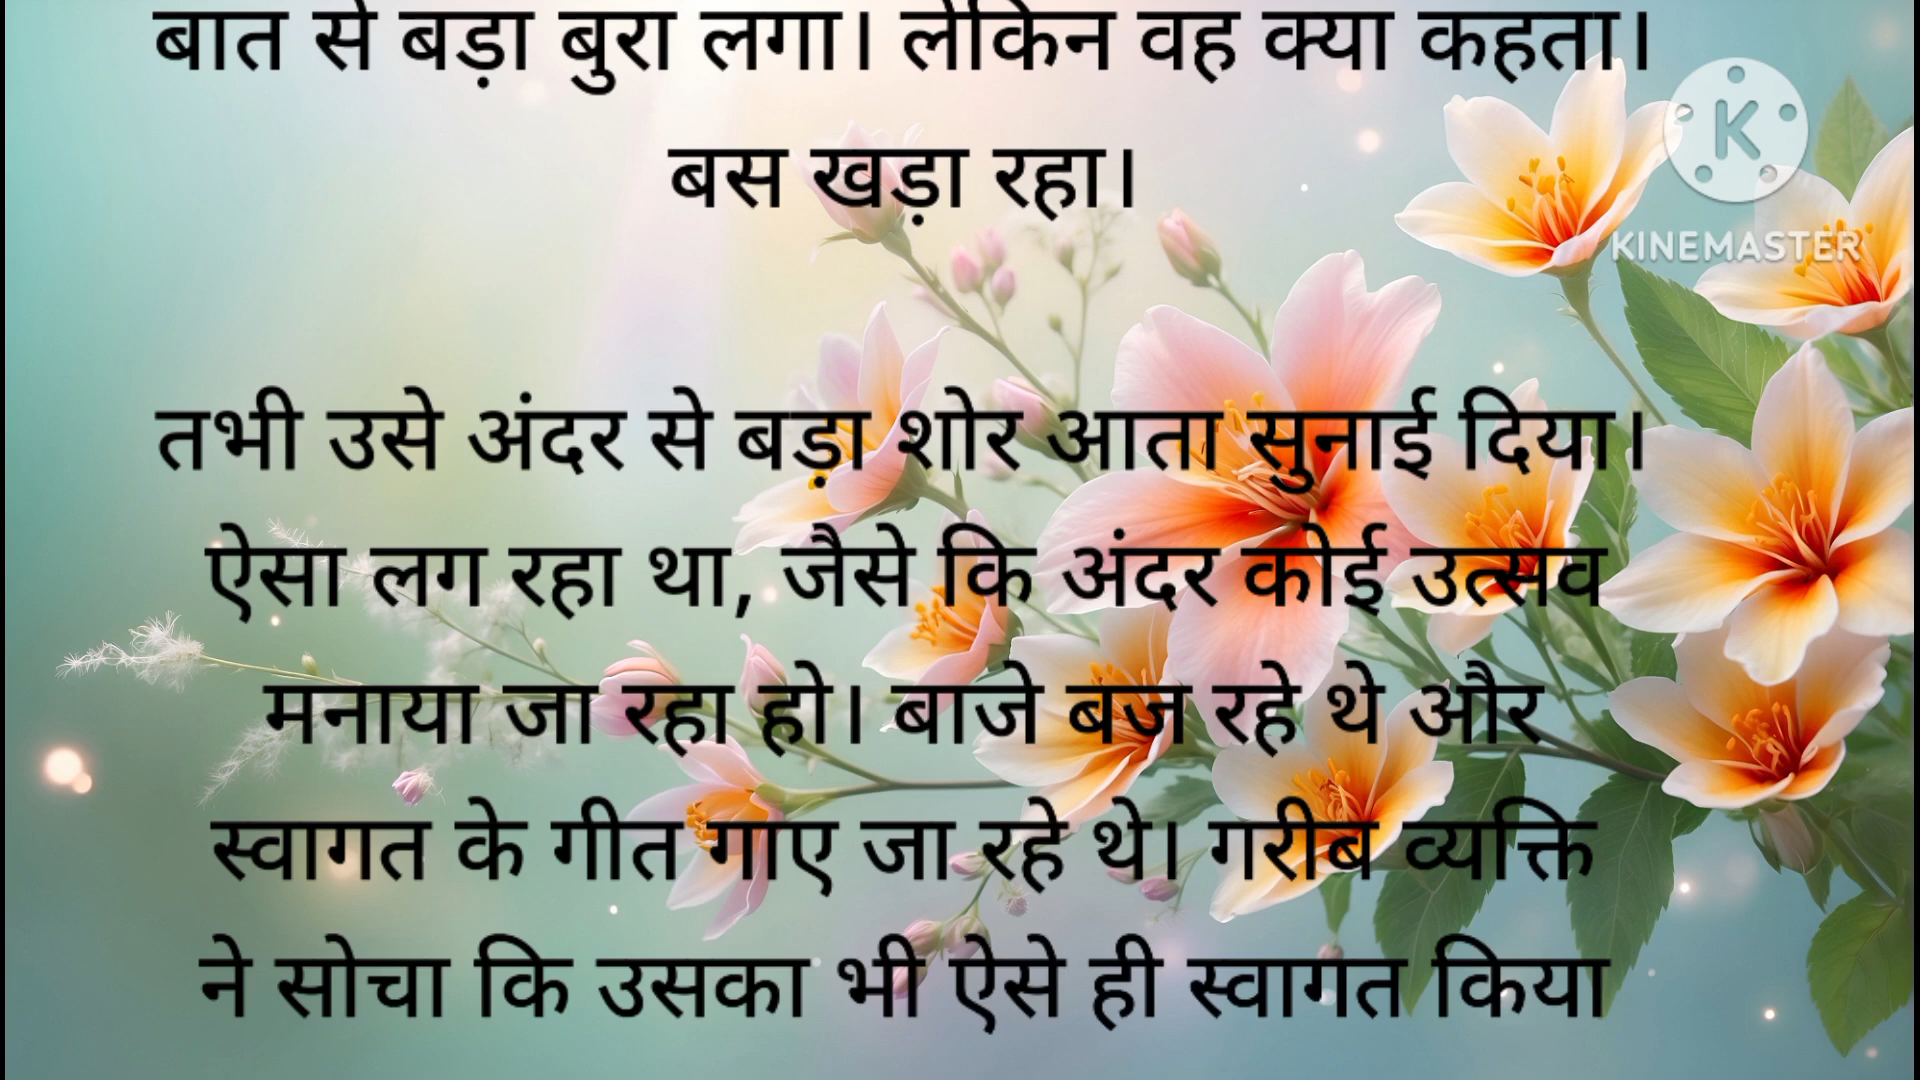 बात से बड़ा बुरा लगा। लेकिन वह क्या कहता।
बस खड़ा रहा।
तभी उसे अंदर से बड़ा शोर आता सुनाई दिया।
ऐसा लग रहा था, जैसे कि अंदर कोई उत्सव
मनाया जा रहा हो। बाजे बज रहे थे और
स्वागत के गीत गाए जा रहे थे। गरीब व्यक्ति
ने सोचा कि उसका भी ऐसे ही स्वागत किया
K
KINEMASTER